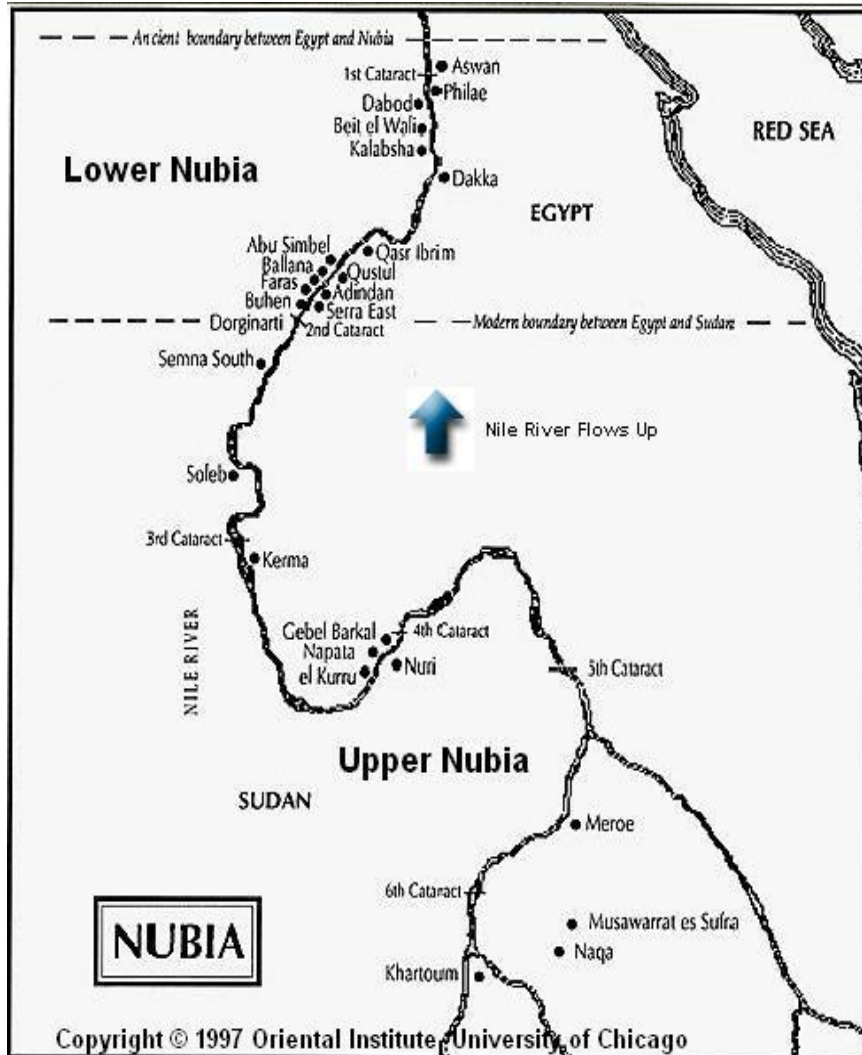 Ancient boundary between Egypt and Nubia
Aswan
1st Cataract
Philae
Dabod
Beit el Wali
RED SEA
Kalabsha
Lower Nubia
Dakka
EGYPT
Abu Simbel
Qasr Ibrim
Ballana
Qustul
Faras
Adindan
Buhen
Serra East
Dorginarti
2nd Cataract
Modern boundary between Egypt and Sudan
Semna South
Nile River Flows Up
Soleb
3rd Cataract
Kerma
NILE RIVER
Gebel Barkal
4th Cataract
Napata
Nuri
el Kurru
5th Cataract
Upper Nubia
SUDAN
Meroe
6th Cataract
Musawarrat es Sufra
NUBIA
Naqa
Khartoum
Copyright © 1997 Oriental Institute, University of Chicago